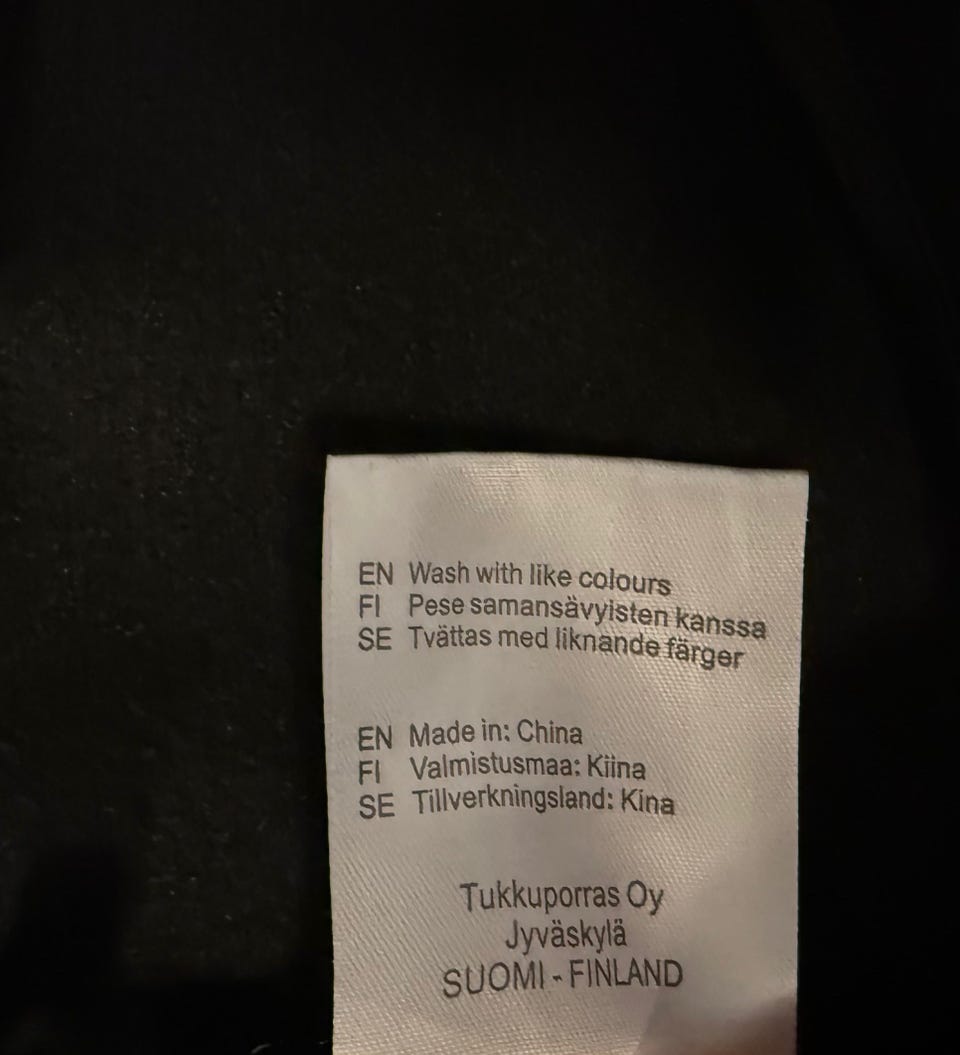 EN Wash with like colours
FI Pese samansävyisten kanssa
SE Tvättas med liknande färger
EN Made in: China
FI Valmistusmaa: Kiina
SE Tillverkningsland: Kina
Tukkuporras Oy
Jyväskylä
SUOMI - FINLAND